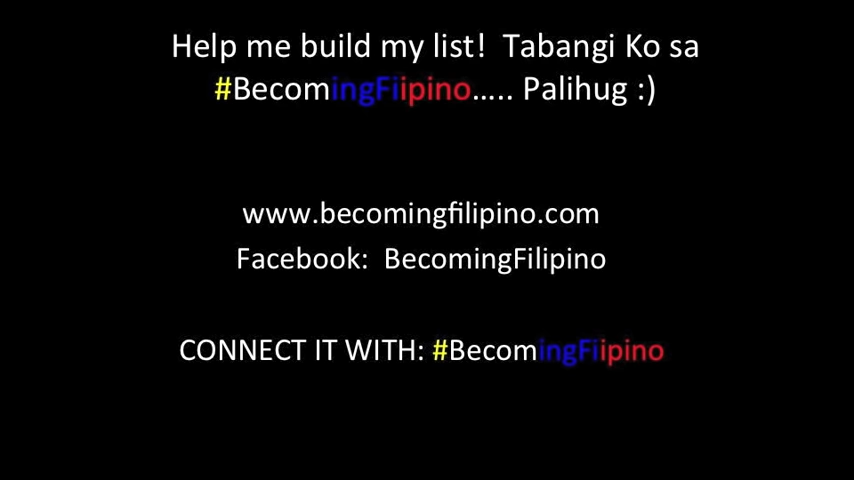 Help me build my list!  Tabangi Ko sa
#BecomingFiipino..... Palihug :)
www.becomingfilipino.com
Facebook:  BecomingFilipino
CONNECT IT WITH: #BecomingFiipino